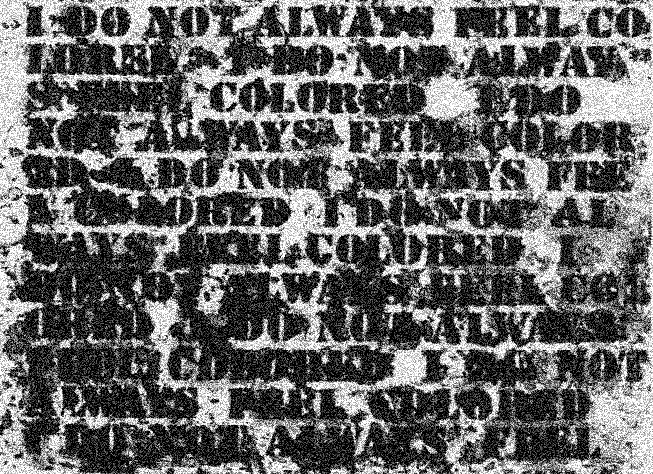 I DO NOT ALWAYS FEEL CO
LORED I DO NOT ALWAY
S FEEL COLORED I DO
NOT ALWAYS FEEL COLOR
ED I DO NOT ALWAYS FEE
L COLORED I DO NOT AL
WAYS FEEL COLORED I
DO NOT ALWAYS FEEL COL
ORED I DO NOT ALWAYS
FEEL COLORED I DO NOT
ALWAYS FEEL COLORED
I DO NOT ALWAYS FEEL